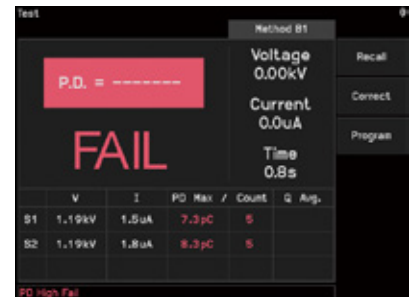 Test
Method B1
P.D. = -------
FAIL
Voltage
0.00kV
Current
0.0uA
Time
0.8s
Recall
Correct
Program
V I PD Max / Count Q Avg.
S1 1.19kV 1.5uA 7.3pC 5
S2 1.19kV 1.8uA 8.3pC 5
PD High Fail